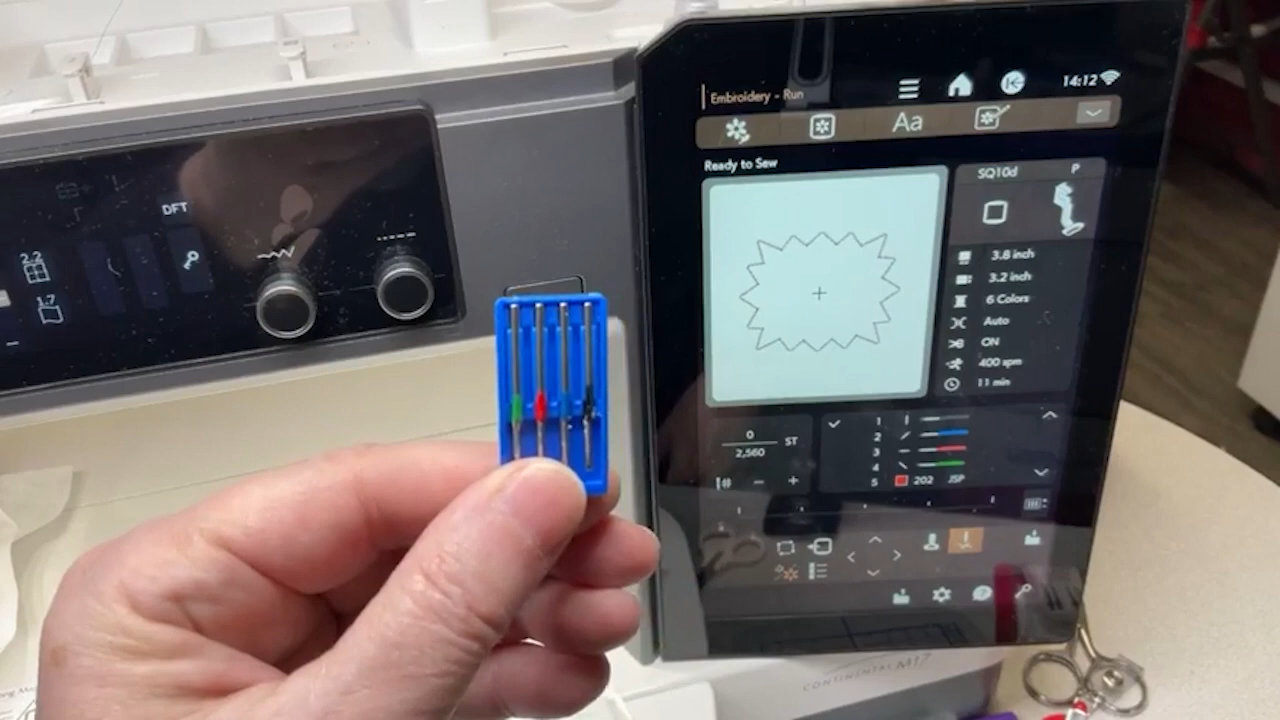 Embroidery - Run
14:12
Aa
Ready to Sew
SQ10d P
3.8 inch
3.2 inch
6 Colors
Auto
ON
400 spm
11 min
0
2,560
ST
1
2
3
4
5 202 JSP
DFT
2.2
1.7
CONTINENTAL M17